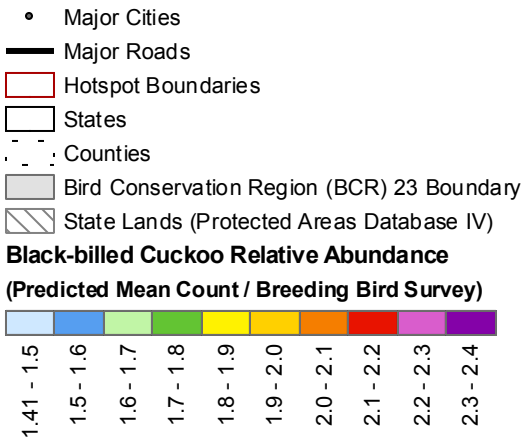 Major Cities
Major Roads
Hotspot Boundaries
States
Counties
Bird Conservation Region (BCR) 23 Boundary
State Lands (Protected Areas Database IV)
Black-billed Cuckoo Relative Abundance
(Predicted Mean Count / Breeding Bird Survey)
1.41 - 1.5
1.5 - 1.6
1.6 - 1.7
1.7 - 1.8
1.8 - 1.9
1.9 - 2.0
2.0 - 2.1
2.1 - 2.2
2.2 - 2.3
2.3 - 2.4